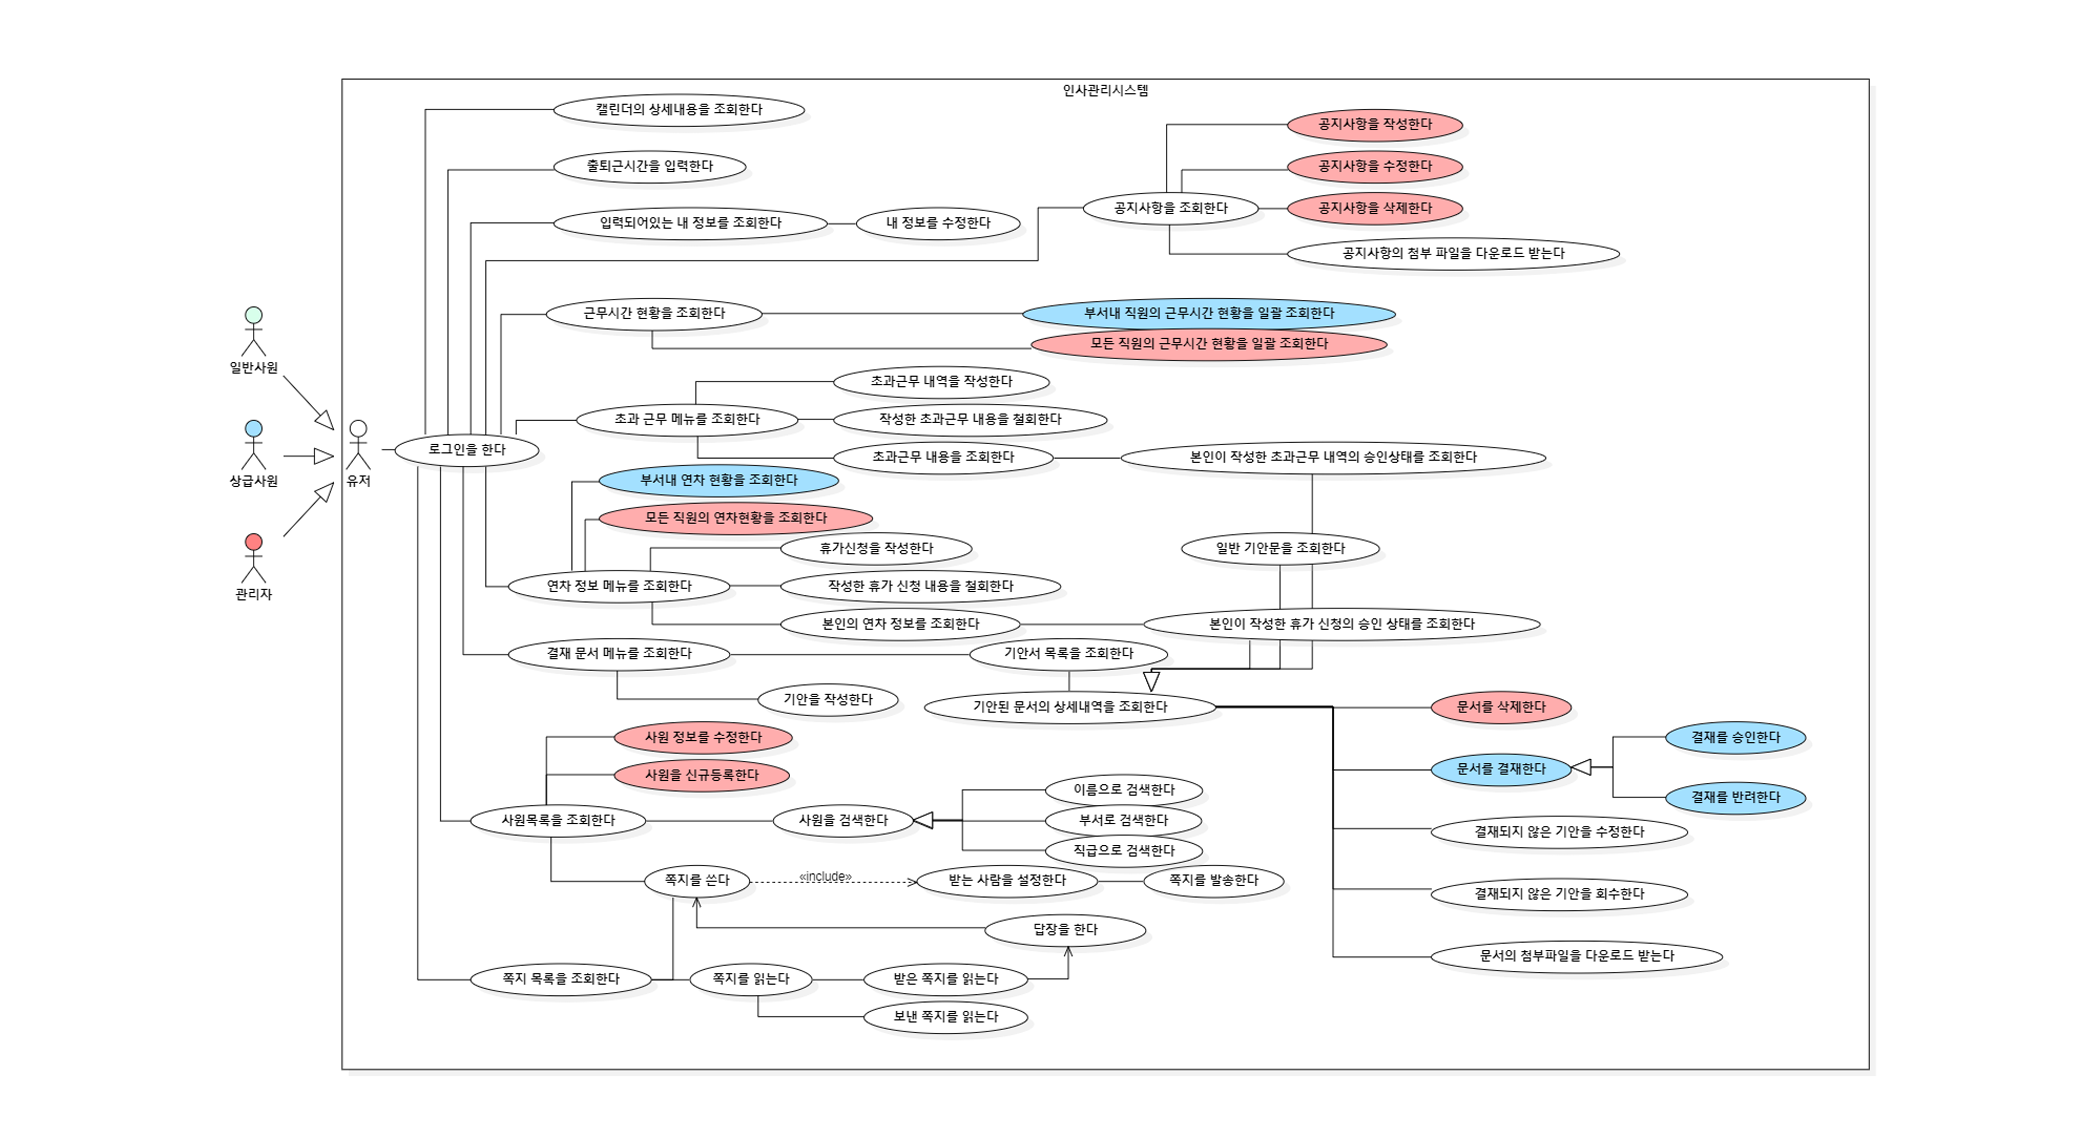 인사관리시스템
캘린더의 상세내용을 조회한다
공지사항을 작성한다
출퇴근시간을 입력한다
공지사항을 수정한다
공지사항을 조회한다
공지사항을 삭제한다
입력되어있는 내 정보를 조회한다
내 정보를 수정한다
공지사항의 첨부 파일을 다운로드 받는다
근무시간 현황을 조회한다
부서내 직원의 근무시간 현황을 일괄 조회한다
모든 직원의 근무시간 현황을 일괄 조회한다
일반사원
초과근무 내역을 작성한다
초과 근무 메뉴를 조회한다
작성한 초과근무 내용을 철회한다
로그인을 한다
초과근무 내용을 조회한다
본인이 작성한 초과근무 내역의 승인상태를 조회한다
상급사원
유저
부서내 연차 현황을 조회한다
모든 직원의 연차현황을 조회한다
휴가신청을 작성한다
일반 기안문을 조회한다
연차 정보 메뉴를 조회한다
작성한 휴가 신청 내용을 철회한다
관리자
본인의 연차 정보를 조회한다
본인이 작성한 휴가 신청의 승인 상태를 조회한다
결재 문서 메뉴를 조회한다
기안서 목록을 조회한다
기안을 작성한다
기안된 문서의 상세내역을 조회한다
문서를 삭제한다
사원 정보를 수정한다
결재를 승인한다
사원을 신규등록한다
문서를 결재한다
이름으로 검색한다
결재를 반려한다
사원목록을 조회한다
사원을 검색한다
부서로 검색한다
결재되지 않은 기안을 수정한다
직급으로 검색한다
쪽지를 쓴다
«include»
받는 사람을 설정한다
쪽지를 발송한다
결재되지 않은 기안을 회수한다
답장을 한다
문서의 첨부파일을 다운로드 받는다
쪽지 목록을 조회한다
쪽지를 읽는다
받은 쪽지를 읽는다
보낸 쪽지를 읽는다